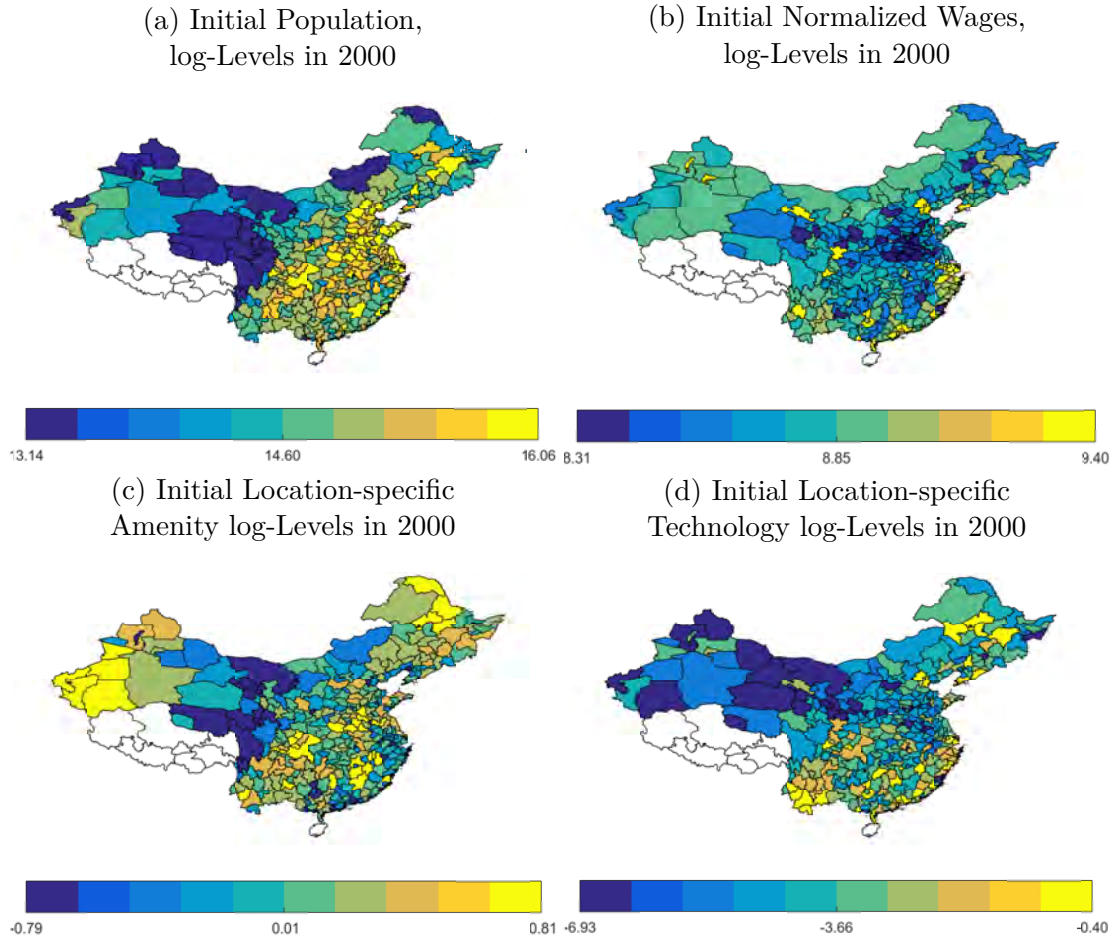 (a) Initial Population,
log-Levels in 2000
(b) Initial Normalized Wages,
log-Levels in 2000
13.14 14.60 16.06
8.31 8.85 9.40
(c) Initial Location-specific
Amenity log-Levels in 2000
(d) Initial Location-specific
Technology log-Levels in 2000
-0.79 0.01 0.81
-6.93 -3.66 -0.40